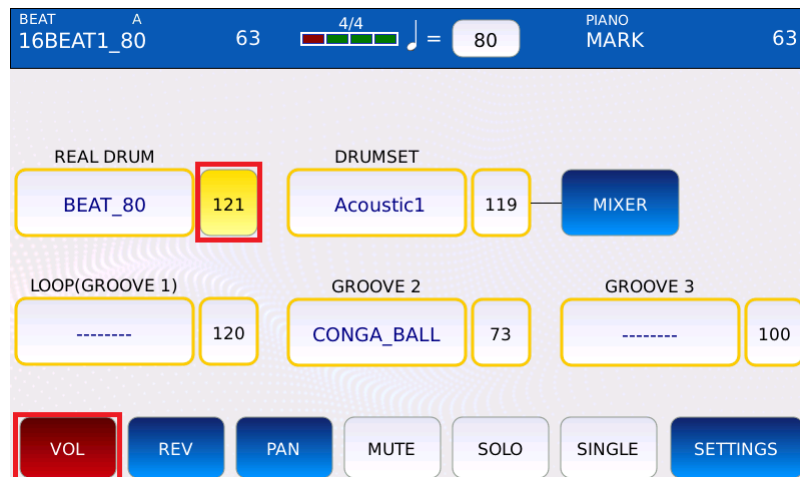 BEAT A 4/4 PIANO
16BEAT1_80 63 = 80 MARK 63
REAL DRUM DRUMSET
BEAT_80 121 Acoustic1 119 MIXER
LOOP(GROOVE 1) GROOVE 2 GROOVE 3
-------- 120 CONGA_BALL 73 -------- 100
VOL REV PAN MUTE SOLO SINGLE SETTINGS